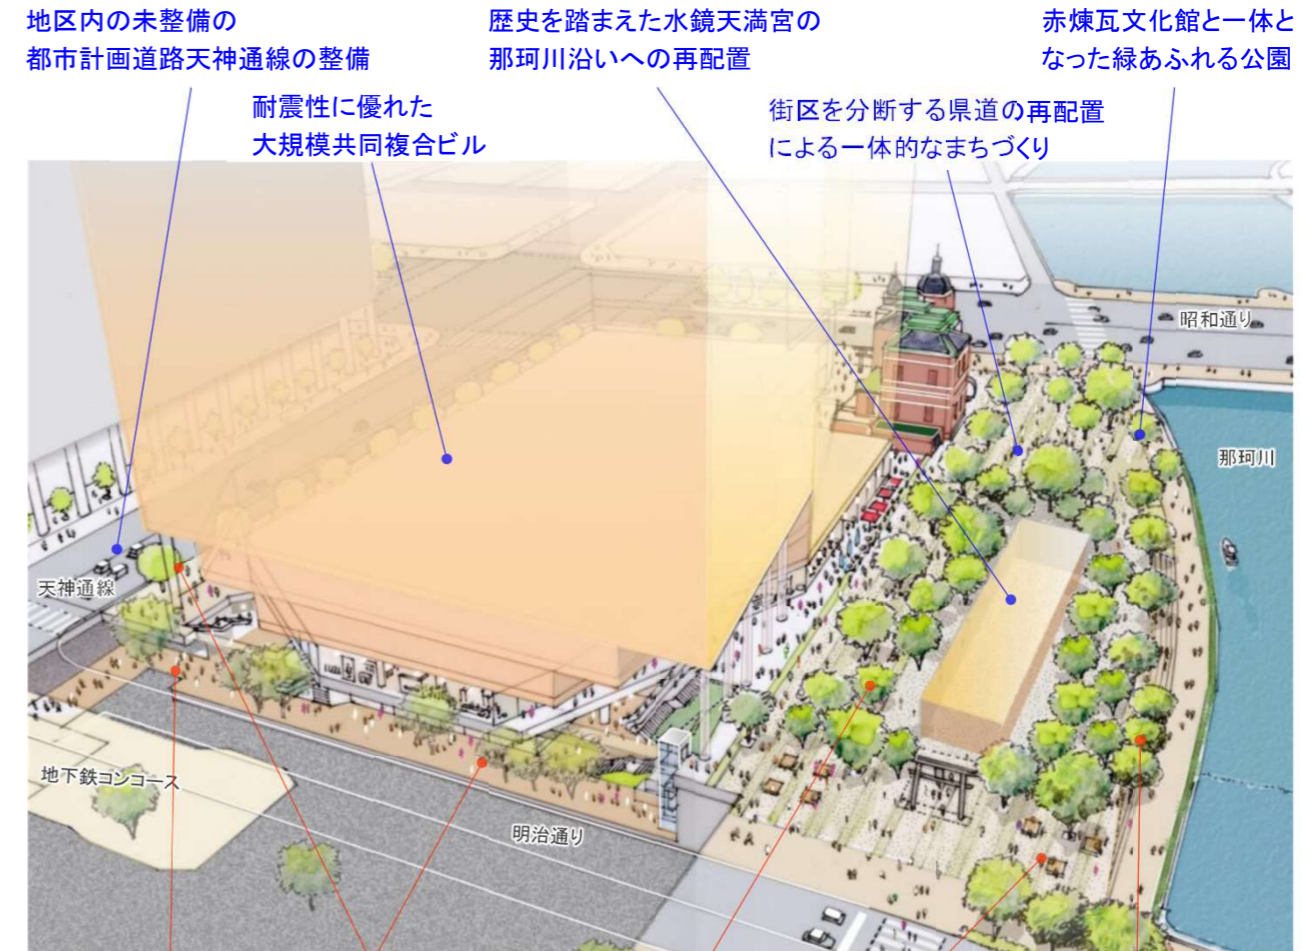 地区内の未整備の
都市計画道路天神通線の整備
歴史を踏まえた水鏡天満宮の
那珂川沿いへの再配置
赤煉瓦文化館と一体と
なった緑あふれる公園
耐震性に優れた
大規模共同複合ビル
街区を分断する県道の再配置
による一体的なまちづくり
昭和通り
那珂川
天神通線
地下鉄コンコース
明治通り